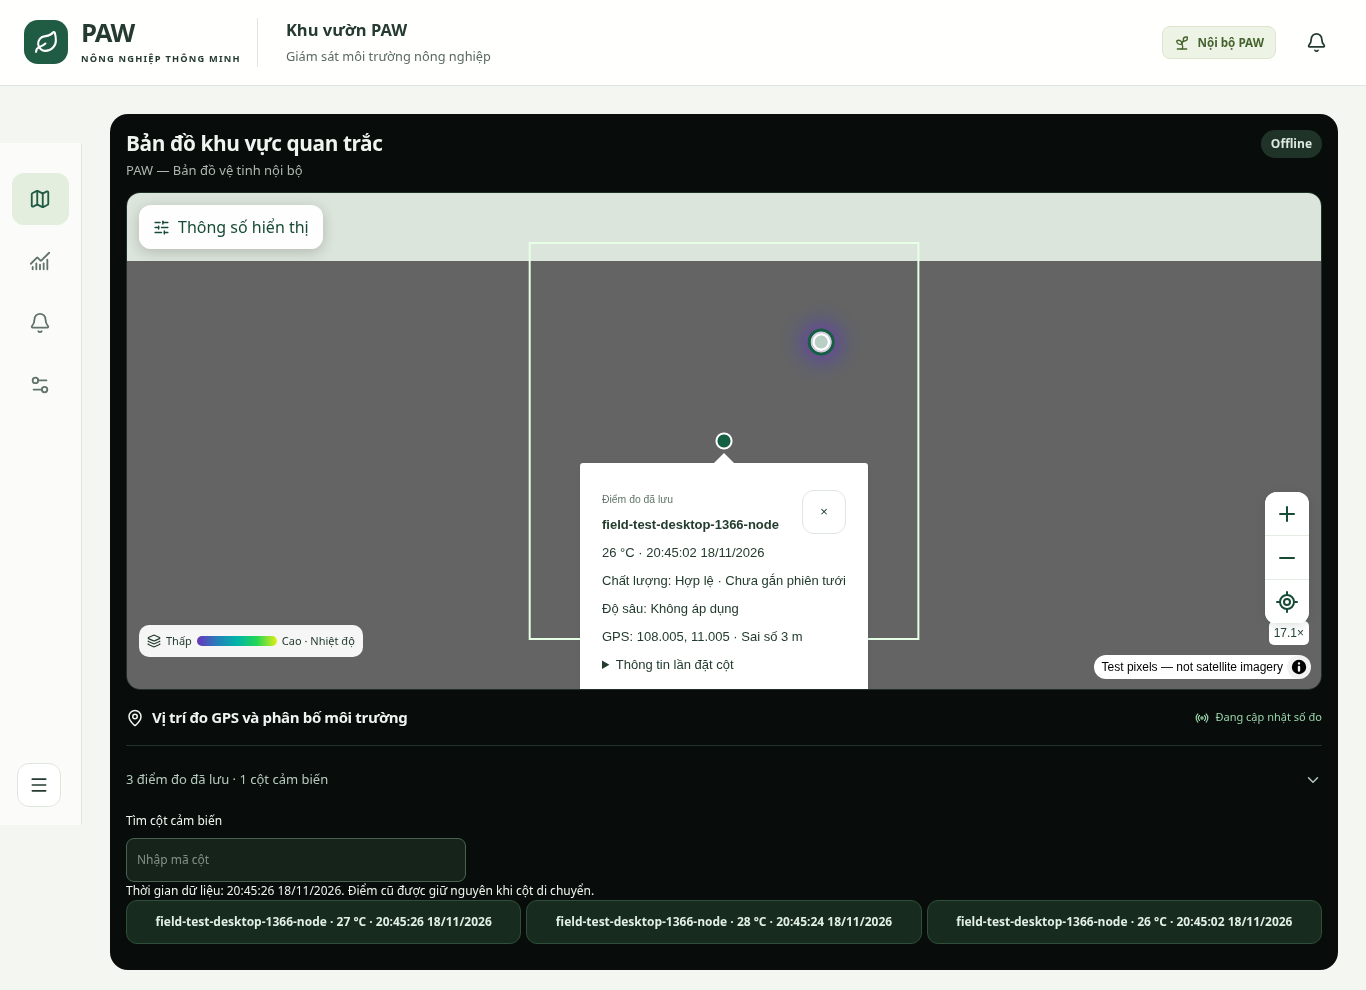 PAW
NÔNG NGHIỆP THÔNG MINH
Khu vườn PAW
Giám sát môi trường nông nghiệp
Nội bộ PAW
Bản đồ khu vực quan trắc
Offline
PAW — Bản đồ vệ tinh nội bộ
Thông số hiển thị
Điểm đo đã lưu
×
field-test-desktop-1366-node
26 °C · 20:45:02 18/11/2026
Chất lượng: Hợp lệ · Chưa gắn phiên tưới
Độ sâu: Không áp dụng
GPS: 108.005, 11.005 · Sai số 3 m
Thông tin lần đặt cột
Thấp
Cao · Nhiệt độ
17.1×
Test pixels — not satellite imagery
Vị trí đo GPS và phân bố môi trường
Đang cập nhật số đo
3 điểm đo đã lưu · 1 cột cảm biến
Tìm cột cảm biến
Nhập mã cột
Thời gian dữ liệu: 20:45:26 18/11/2026. Điểm cũ được giữ nguyên khi cột di chuyển.
field-test-desktop-1366-node · 27 °C · 20:45:26 18/11/2026
field-test-desktop-1366-node · 28 °C · 20:45:24 18/11/2026
field-test-desktop-1366-node · 26 °C · 20:45:02 18/11/2026